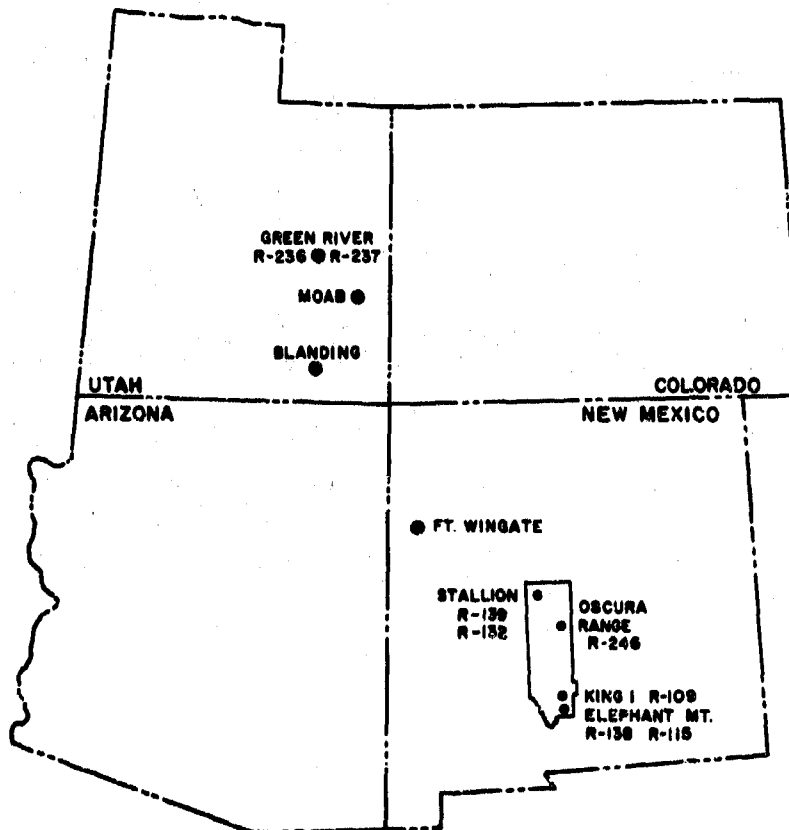 GREEN RIVER
R-236 R-237
MOAB
BLANDING
UTAH
COLORADO
ARIZONA
NEW MEXICO
FT. WINGATE
STALLION
R-139
R-132
OSCURA
RANGE
R-246
KING 1 R-109
ELEPHANT MT.
R-138 R-115